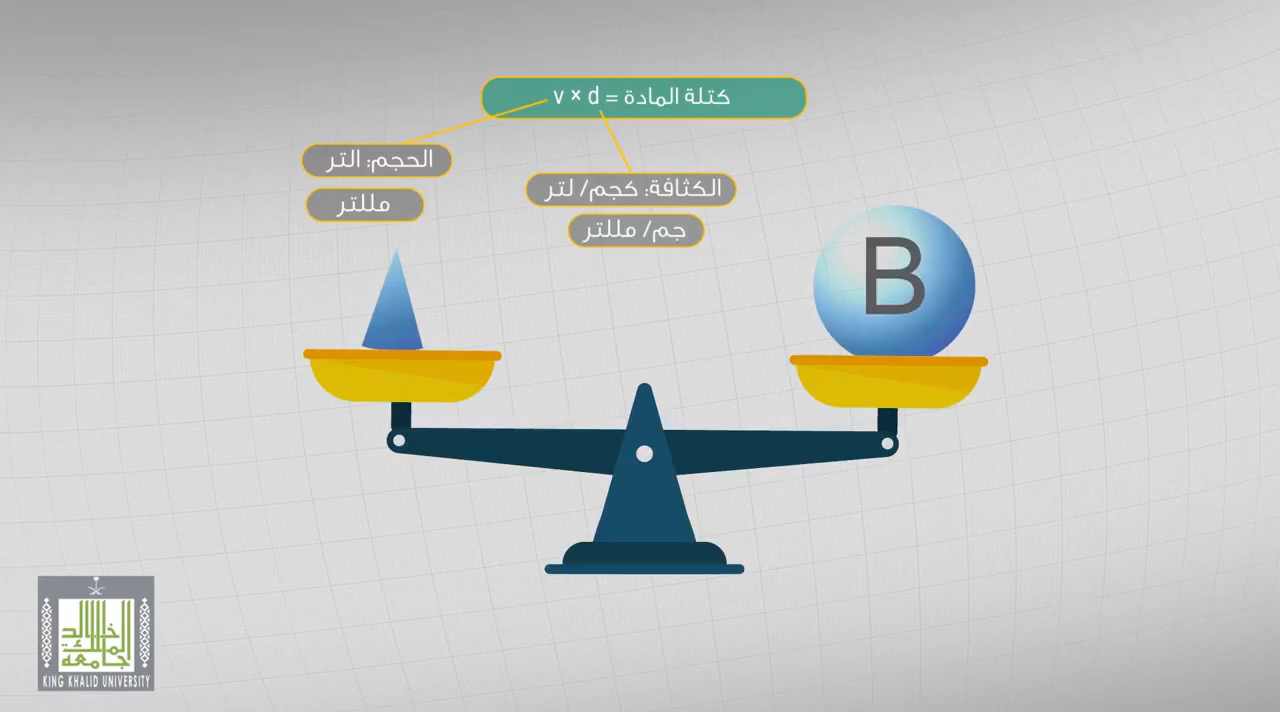 كتلة المادة = v × d
الحجم: التر
مللتر
الكثافة: كجم/ لتر
جم/ مللتر
B
جامعة الملك خالد
KING KHALID UNIVERSITY